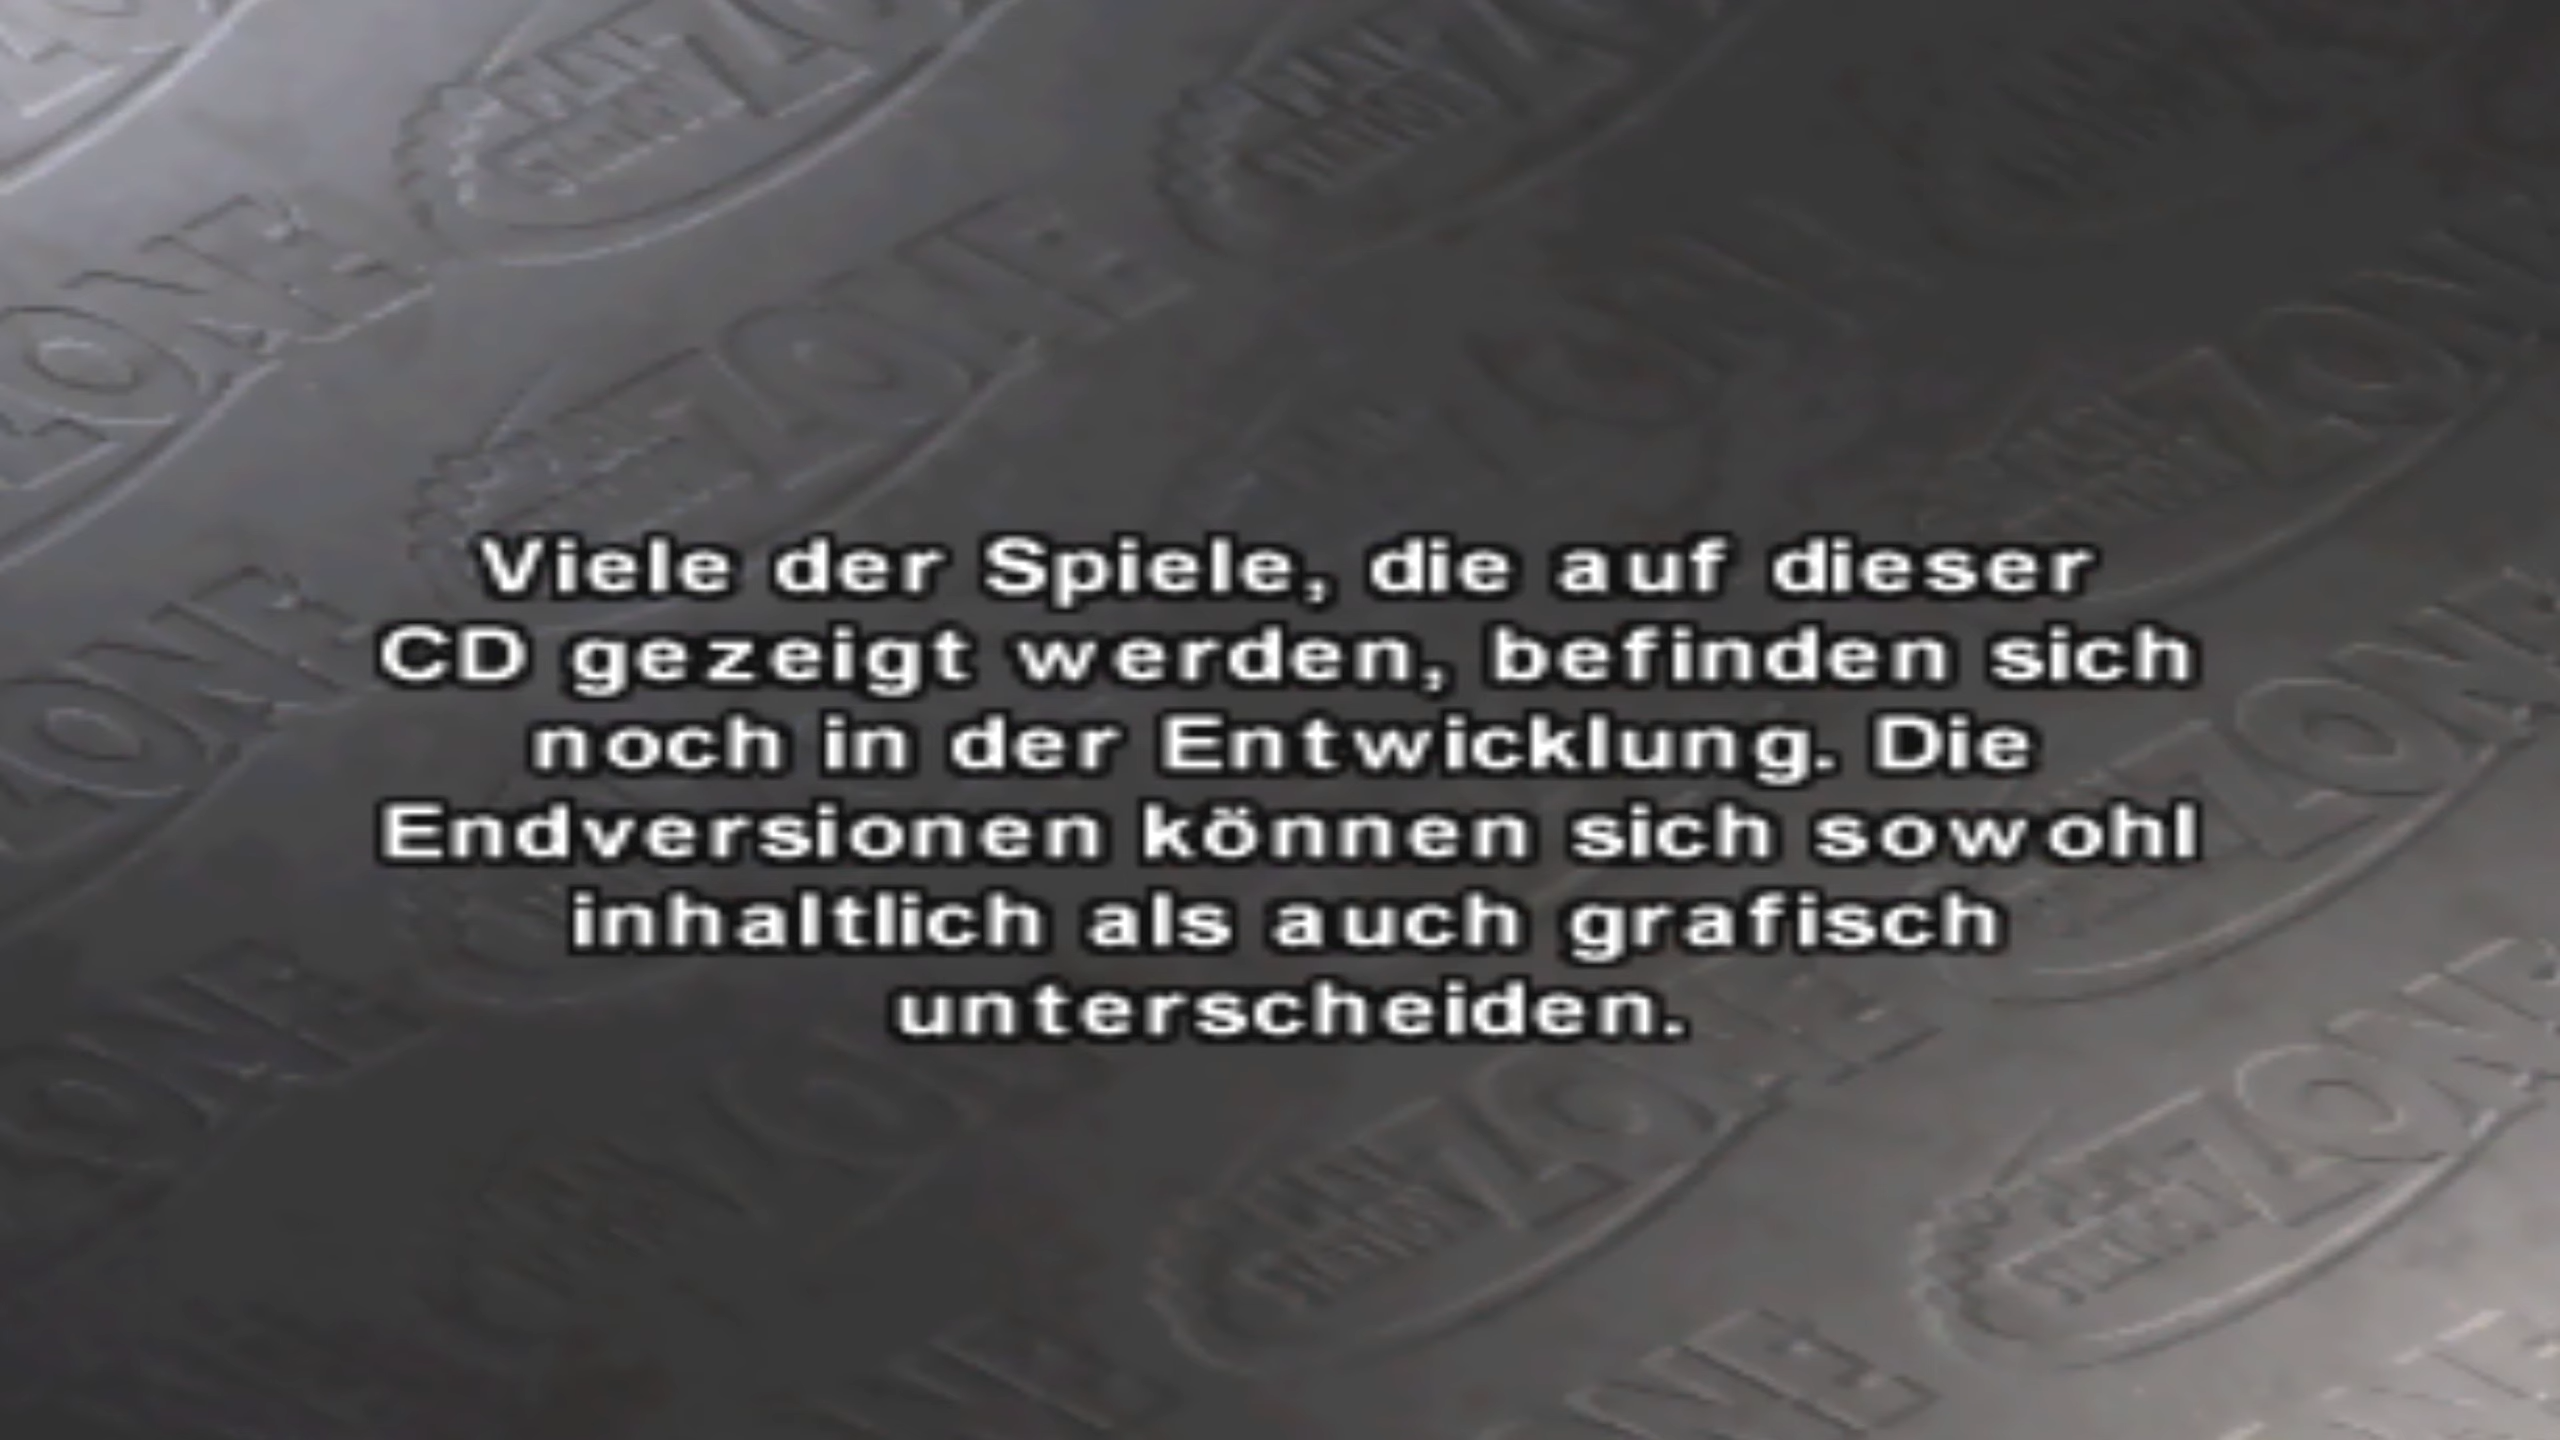 Viele der Spiele, die auf dieser
CD gezeigt werden, befinden sich
noch in der Entwicklung. Die
Endversionen können sich sowohl
inhaltlich als auch grafisch
unterscheiden.